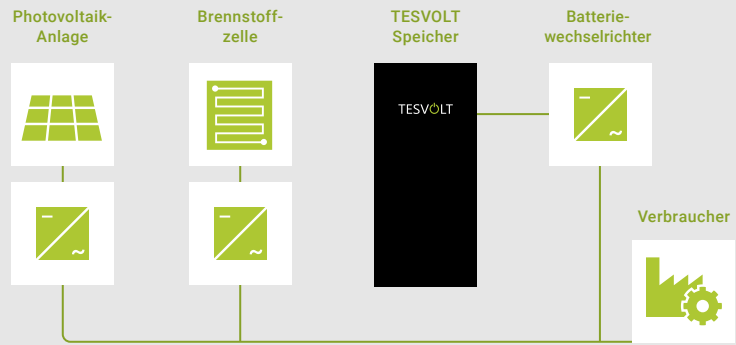 Photovoltaik-
Anlage
Brennstoff-
zelle
TESVOLT
Speicher
Batterie-
wechselrichter
TESVOLT
Verbraucher